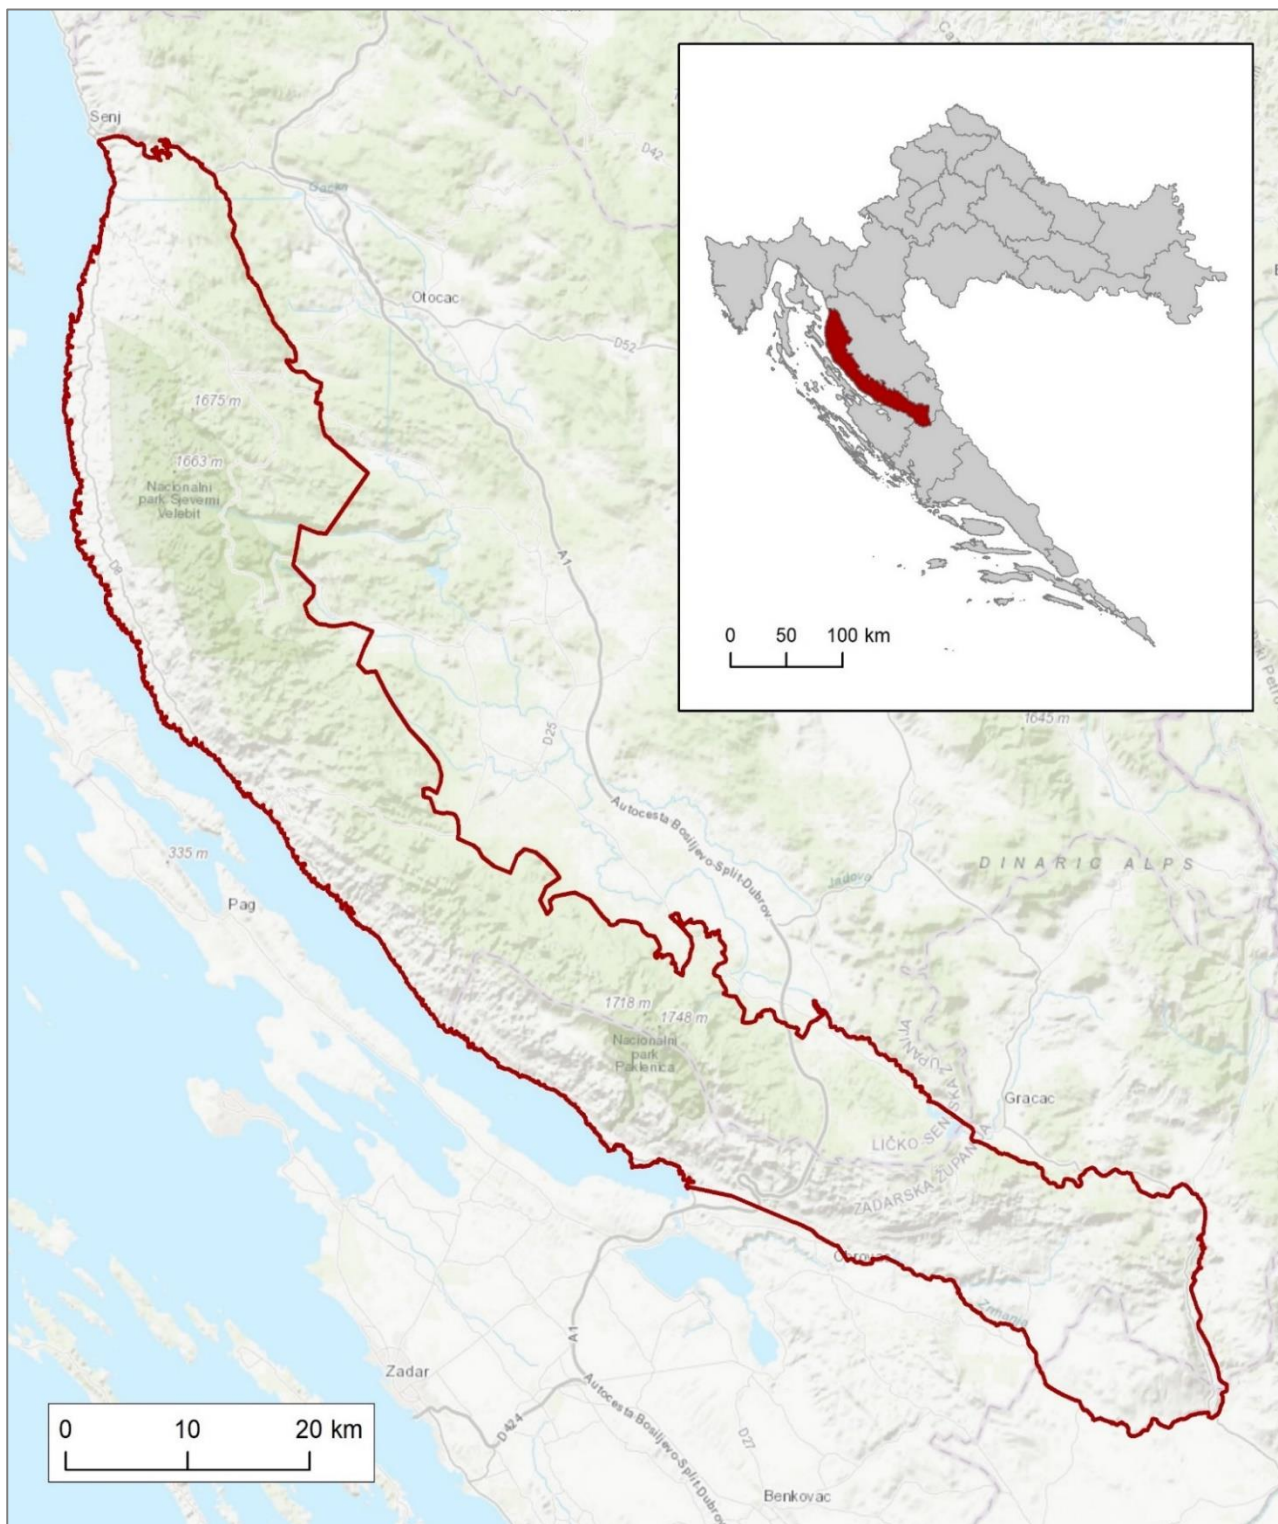 Senj
D42
Gacka
Otocac
D52
1675 m
1663 m
Nacionalni
park Sjeverni
Velebit
D8
A1
D25
0 50 100 km
1645 m
Autocesta Bosiljevo-Split-Dubrov
DINARIC ALPS
Jadova
335 m
Pag
1718 m
1748 m
Nacionalni
park
Paklenica
Gracac
LIČKO-SENJSKA ŽUPANIJA
ZADARSKA ŽUPANIJA
Obrovac
Zrmanja
A1
Zadar
Autocesta Bosiljevo-Split-Dubrov
D424
D27
Benkovac
0 10 20 km